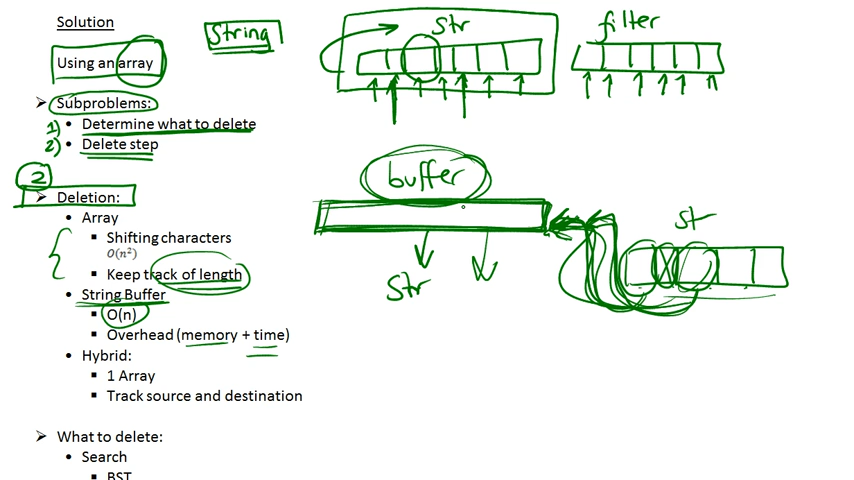 Solution
String
str
filter
Using an array
Subproblems:
1) Determine what to delete
2) Delete step
buffer
2
Deletion:
Array
Shifting characters
O(n²)
Keep track of length
String Buffer
O(n)
Overhead (memory + time)
Str
str
Hybrid:
1 Array
Track source and destination
What to delete:
Search
BST